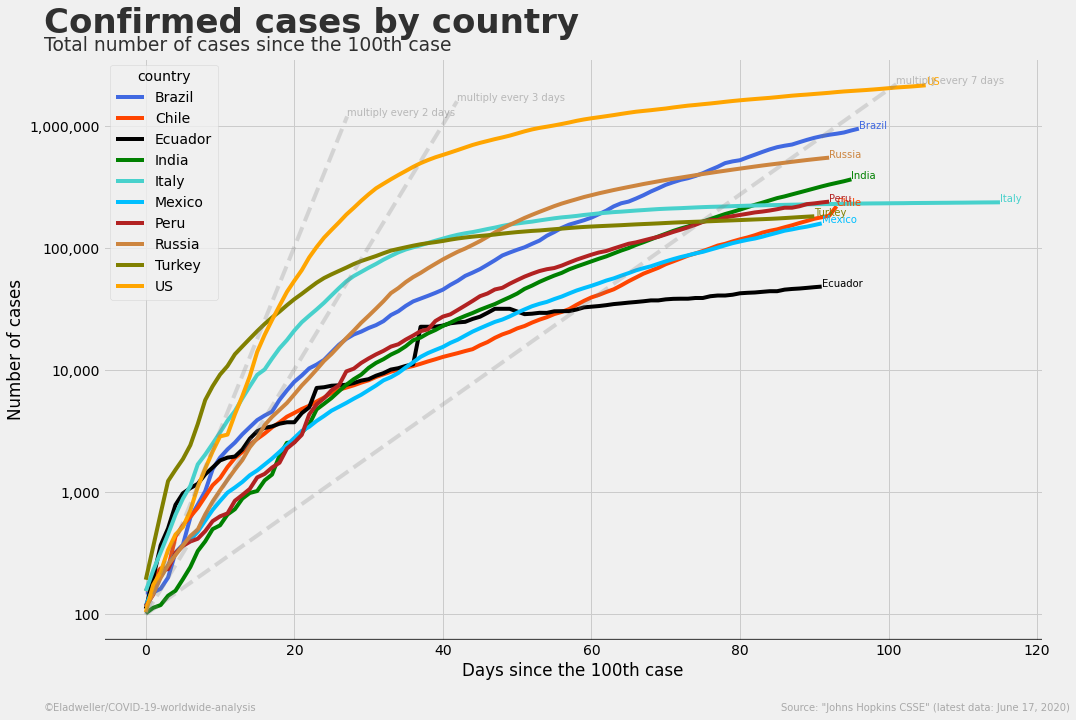 Confirmed cases by country
Total number of cases since the 100th case
country
Brazil
Chile
Ecuador
India
Italy
Mexico
Peru
Russia
Turkey
US
multiply every 2 days
multiply every 3 days
multiply every 7 days
US
Brazil
Russia
India
Peru
Chile
Italy
Turkey
Mexico
Ecuador
Number of cases
1,000,000
100,000
10,000
1,000
100
0 20 40 60 80 100 120
Days since the 100th case
©Eladweller/COVID-19-worldwide-analysis
Source: "Johns Hopkins CSSE" (latest data: June 17, 2020)